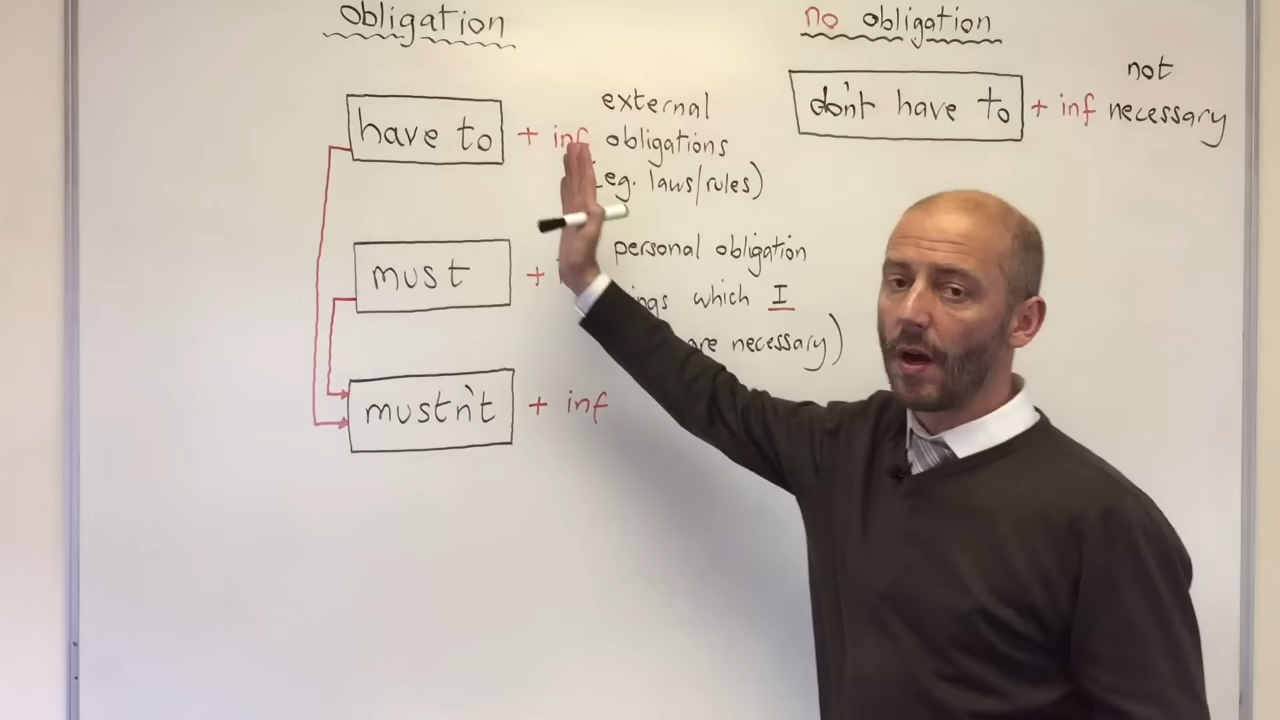 obligation
have to + inf
external
obligations
eg. laws/rules)
must +
personal obligation
which I
necessary)
mustn't + inf
no obligation
don't have to + inf
not
necessary